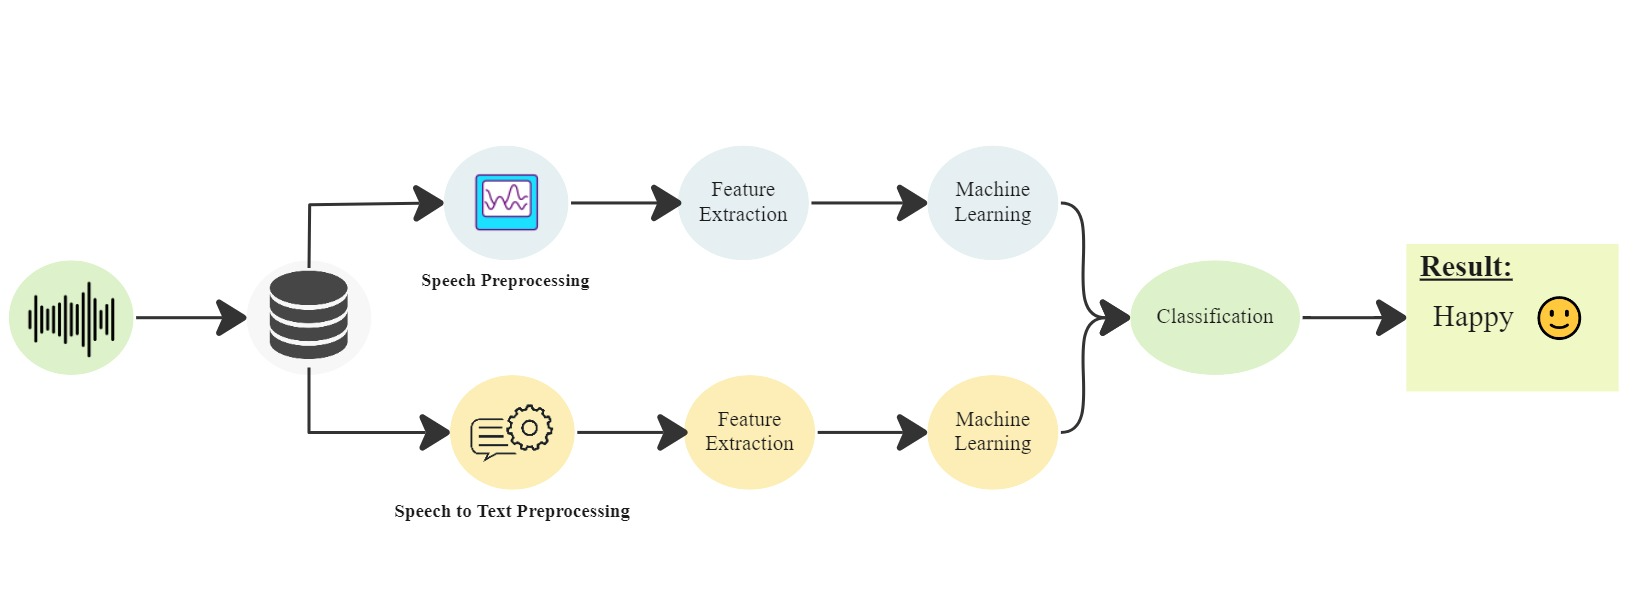 Feature
Extraction
Machine
Learning
Speech Preprocessing
Feature
Extraction
Machine
Learning
Speech to Text Preprocessing
Classification
Result:
Happy